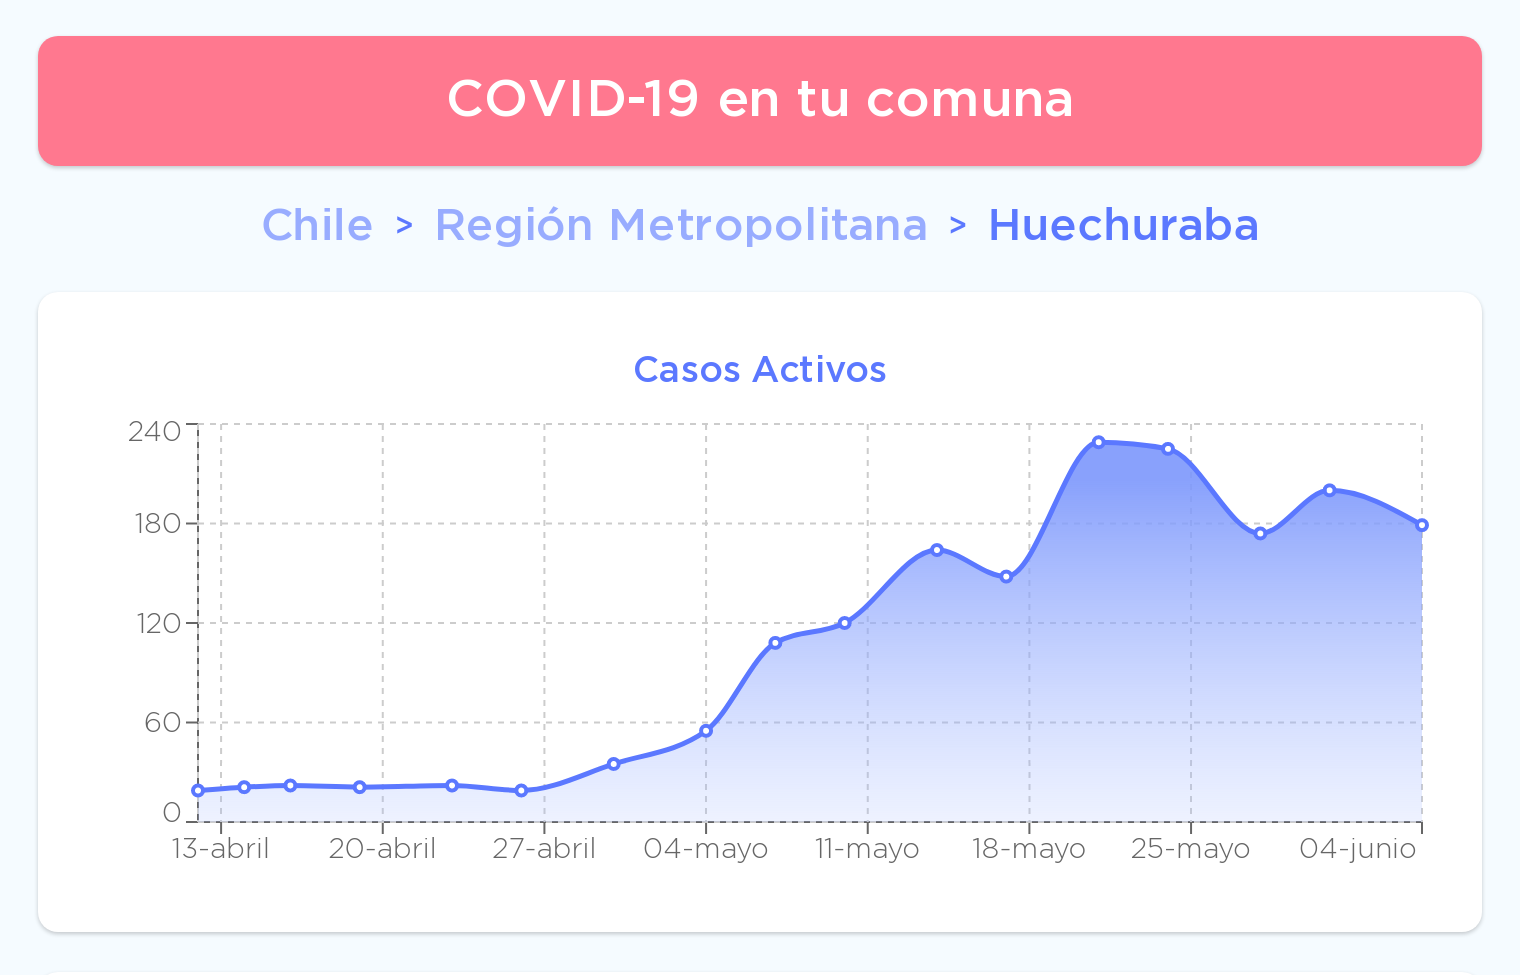 COVID-19 en tu comuna
Chile > Región Metropolitana > Huechuraba
Casos Activos
240
180
120
60
0
13-abril 20-abril 27-abril 04-mayo 11-mayo 18-mayo 25-mayo 04-junio